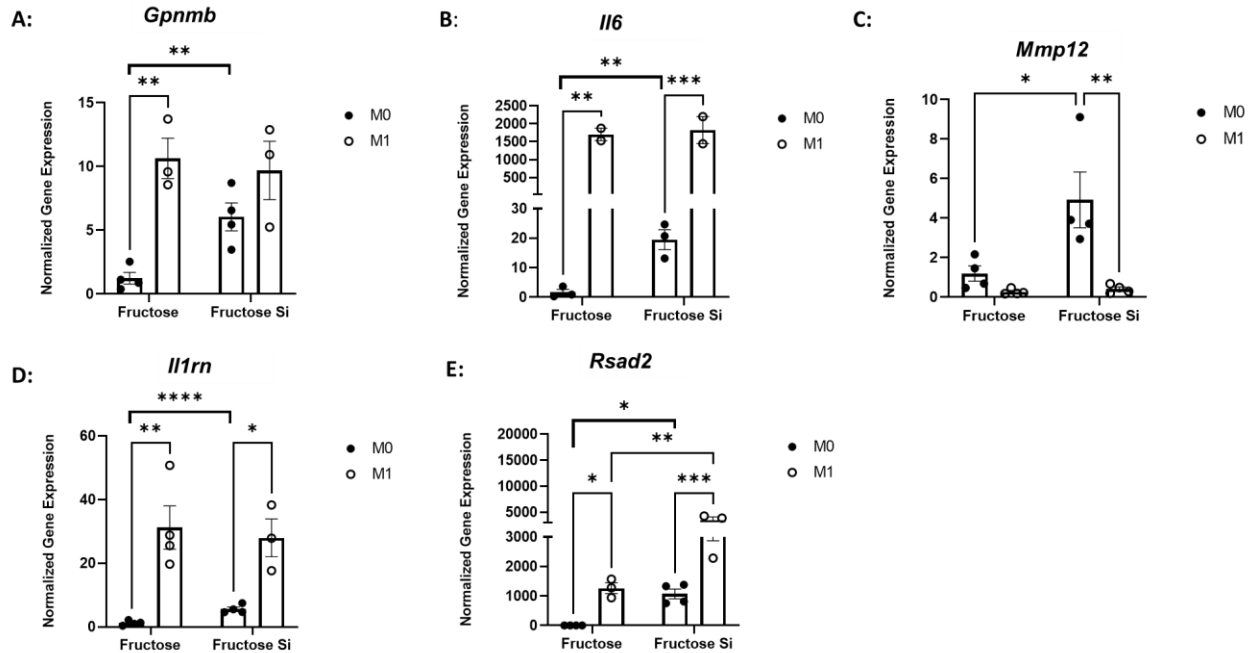 A:
Gpnmb
**
**
Normalized Gene Expression
15
10
5
0
Fructose
Fructose Si
M0
M1
B:
Il6
**
**
***
Normalized Gene Expression
2500
2000
1500
1000
500
30
20
10
0
Fructose
Fructose Si
M0
M1
C:
Mmp12
*
**
Normalized Gene Expression
10
8
6
4
2
0
Fructose
Fructose Si
M0
M1
D:
Il1rn
****
**
*
Normalized Gene Expression
60
40
20
0
Fructose
Fructose Si
M0
M1
E:
Rsad2
*
**
*
***
Normalized Gene Expression
20000
15000
10000
5000
3000
2000
1000
0
Fructose
Fructose Si
M0
M1